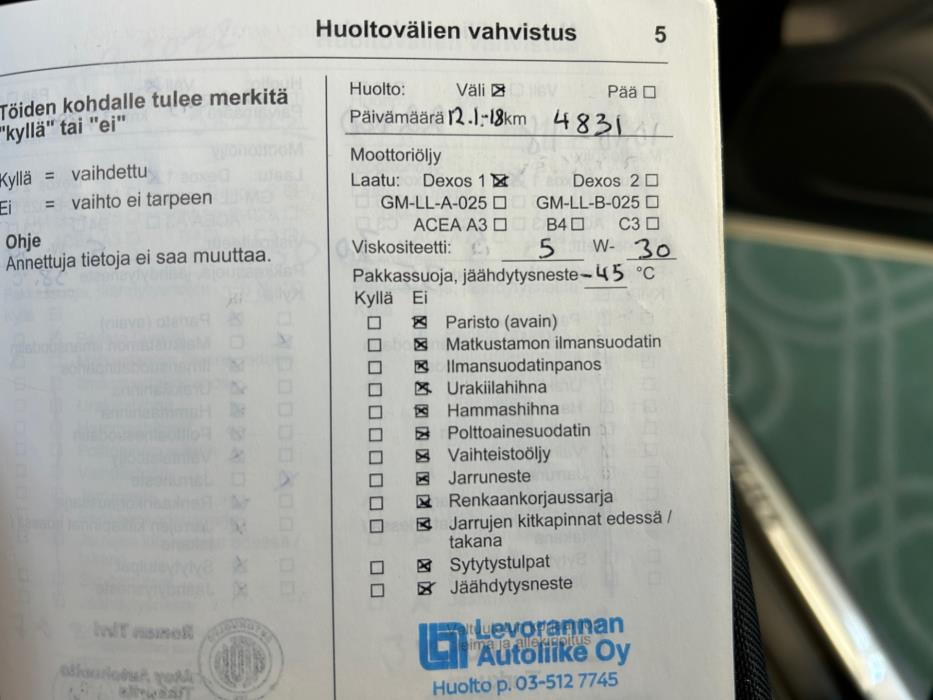 Huoltovälien vahvistus 5
Töiden kohdalle tulee merkitä
"kyllä" tai "ei"
Kyllä = vaihdettu
Ei = vaihto ei tarpeen
Ohje
Annettuja tietoja ei saa muuttaa.
Huolto: Väli ☒ Pää ☐
Päivämäärä 12.1.-18 km 4831
Moottoriöljy
Laatu: Dexos 1 ☒ Dexos 2 ☐
GM-LL-A-025 ☐ GM-LL-B-025 ☐
ACEA A3 ☐ B4 ☐ C3 ☐
Viskositeetti: 5 W- 30
Pakkassuoja, jäähdytysneste -45 °C
Kyllä Ei
☐ ☒ Paristo (avain)
☐ ☒ Matkustamon ilmansuodatin
☐ ☒ Ilmansuodatinpanos
☐ ☒ Urakiilahihna
☐ ☒ Hammashihna
☐ ☒ Polttoainesuodatin
☐ ☒ Vaihteistoöljy
☐ ☒ Jarruneste
☐ ☒ Renkaankorjaussarja
☐ ☒ Jarrujen kitkapinnat edessä /
takana
☐ ☒ Sytytystulpat
☐ ☒ Jäähdytysneste
Levorannan
Autoliike Oy
Huolto p. 03-512 7745